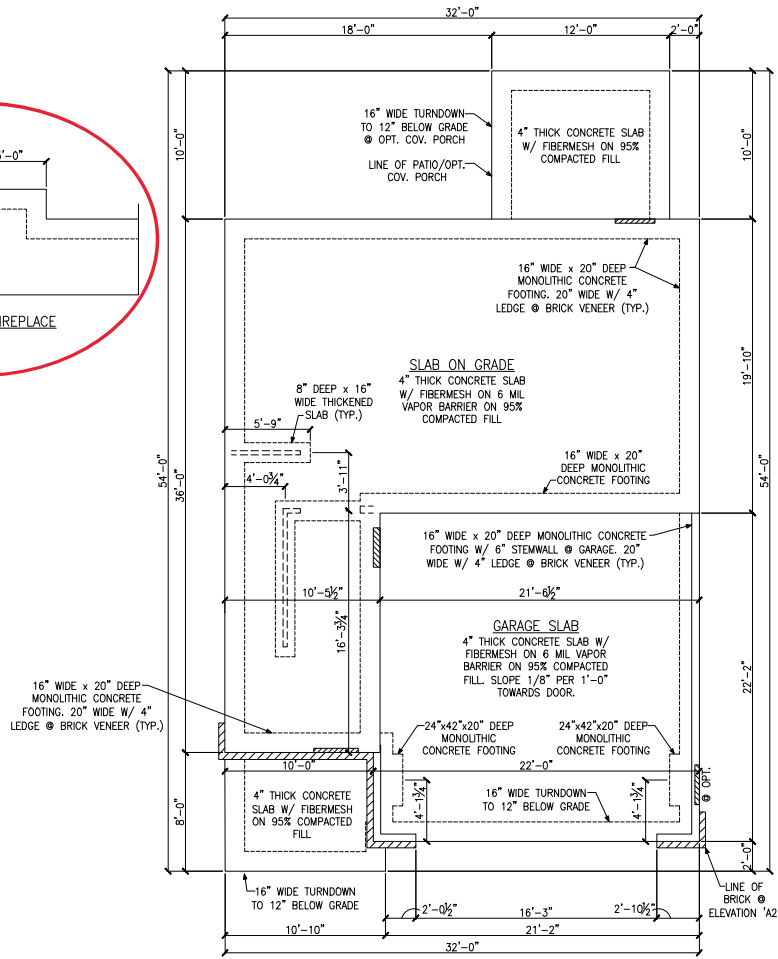 32'-0"
18'-0"
12'-0"
2'-0"
10'-0"
16" WIDE TURNDOWN
TO 12" BELOW GRADE
@ OPT. COV. PORCH
LINE OF PATIO/OPT.
COV. PORCH
4" THICK CONCRETE SLAB
W/ FIBERMESH ON 95%
COMPACTED FILL
10'-0"
IREPLACE
16" WIDE x 20" DEEP
MONOLITHIC CONCRETE
FOOTING. 20" WIDE W/ 4"
LEDGE @ BRICK VENEER (TYP.)
SLAB ON GRADE
4" THICK CONCRETE SLAB
W/ FIBERMESH ON 6 MIL
VAPOR BARRIER ON 95%
COMPACTED FILL
19'-10"
8" DEEP x 16"
WIDE THICKENED
SLAB (TYP.)
5'-9"
4'-0¾"
3'-11"
16" WIDE x 20"
DEEP MONOLITHIC
CONCRETE FOOTING
54'-0"
36'-0"
54'-0"
16" WIDE x 20" DEEP MONOLITHIC CONCRETE
FOOTING W/ 6" STEMWALL @ GARAGE. 20"
WIDE W/ 4" LEDGE @ BRICK VENEER (TYP.)
10'-5½"
21'-6½"
16'-3¾"
GARAGE SLAB
4" THICK CONCRETE SLAB W/
FIBERMESH ON 6 MIL VAPOR
BARRIER ON 95% COMPACTED
FILL. SLOPE 1/8" PER 1'-0"
TOWARDS DOOR.
22'-2"
16" WIDE x 20" DEEP
MONOLITHIC CONCRETE
FOOTING. 20" WIDE W/ 4"
LEDGE @ BRICK VENEER (TYP.)
24"x42"x20" DEEP
MONOLITHIC
CONCRETE FOOTING
24"x42"x20" DEEP
MONOLITHIC
CONCRETE FOOTING
10'-0"
22'-0"
4" THICK CONCRETE
SLAB W/ FIBERMESH
ON 95% COMPACTED
FILL
8'-0"
4'-1¾"
16" WIDE TURNDOWN
TO 12" BELOW GRADE
4'-1¾"
@ OPT.
2'-0"
16" WIDE TURNDOWN
TO 12" BELOW GRADE
LINE OF
BRICK @
ELEVATION 'A2
2'-0½"
16'-3"
2'-10½"
10'-10"
21'-2"
32'-0"